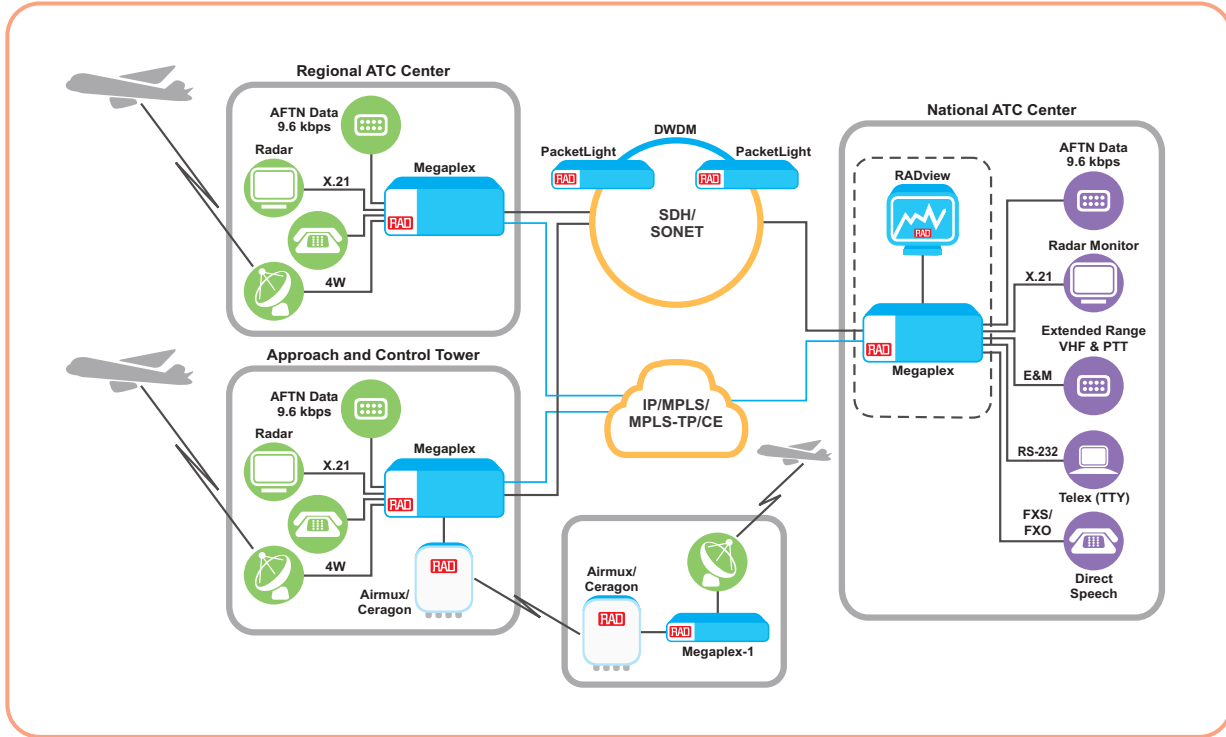 Regional ATC Center
AFTN Data
9.6 kbps
Radar
X.21
Megaplex
RAD
4W
DWDM
PacketLight
PacketLight
RAD
RAD
SDH/
SONET
National ATC Center
RADview
RAD
Megaplex
RAD
AFTN Data
9.6 kbps
Radar Monitor
X.21
Extended Range
VHF & PTT
E&M
RS-232
Telex (TTY)
FXS/
FXO
Direct
Speech
Approach and Control Tower
AFTN Data
9.6 kbps
Radar
X.21
Megaplex
RAD
4W
RAD
Airmux/
Ceragon
IP/MPLS/
MPLS-TP/CE
Airmux/
Ceragon
RAD
RAD
Megaplex-1